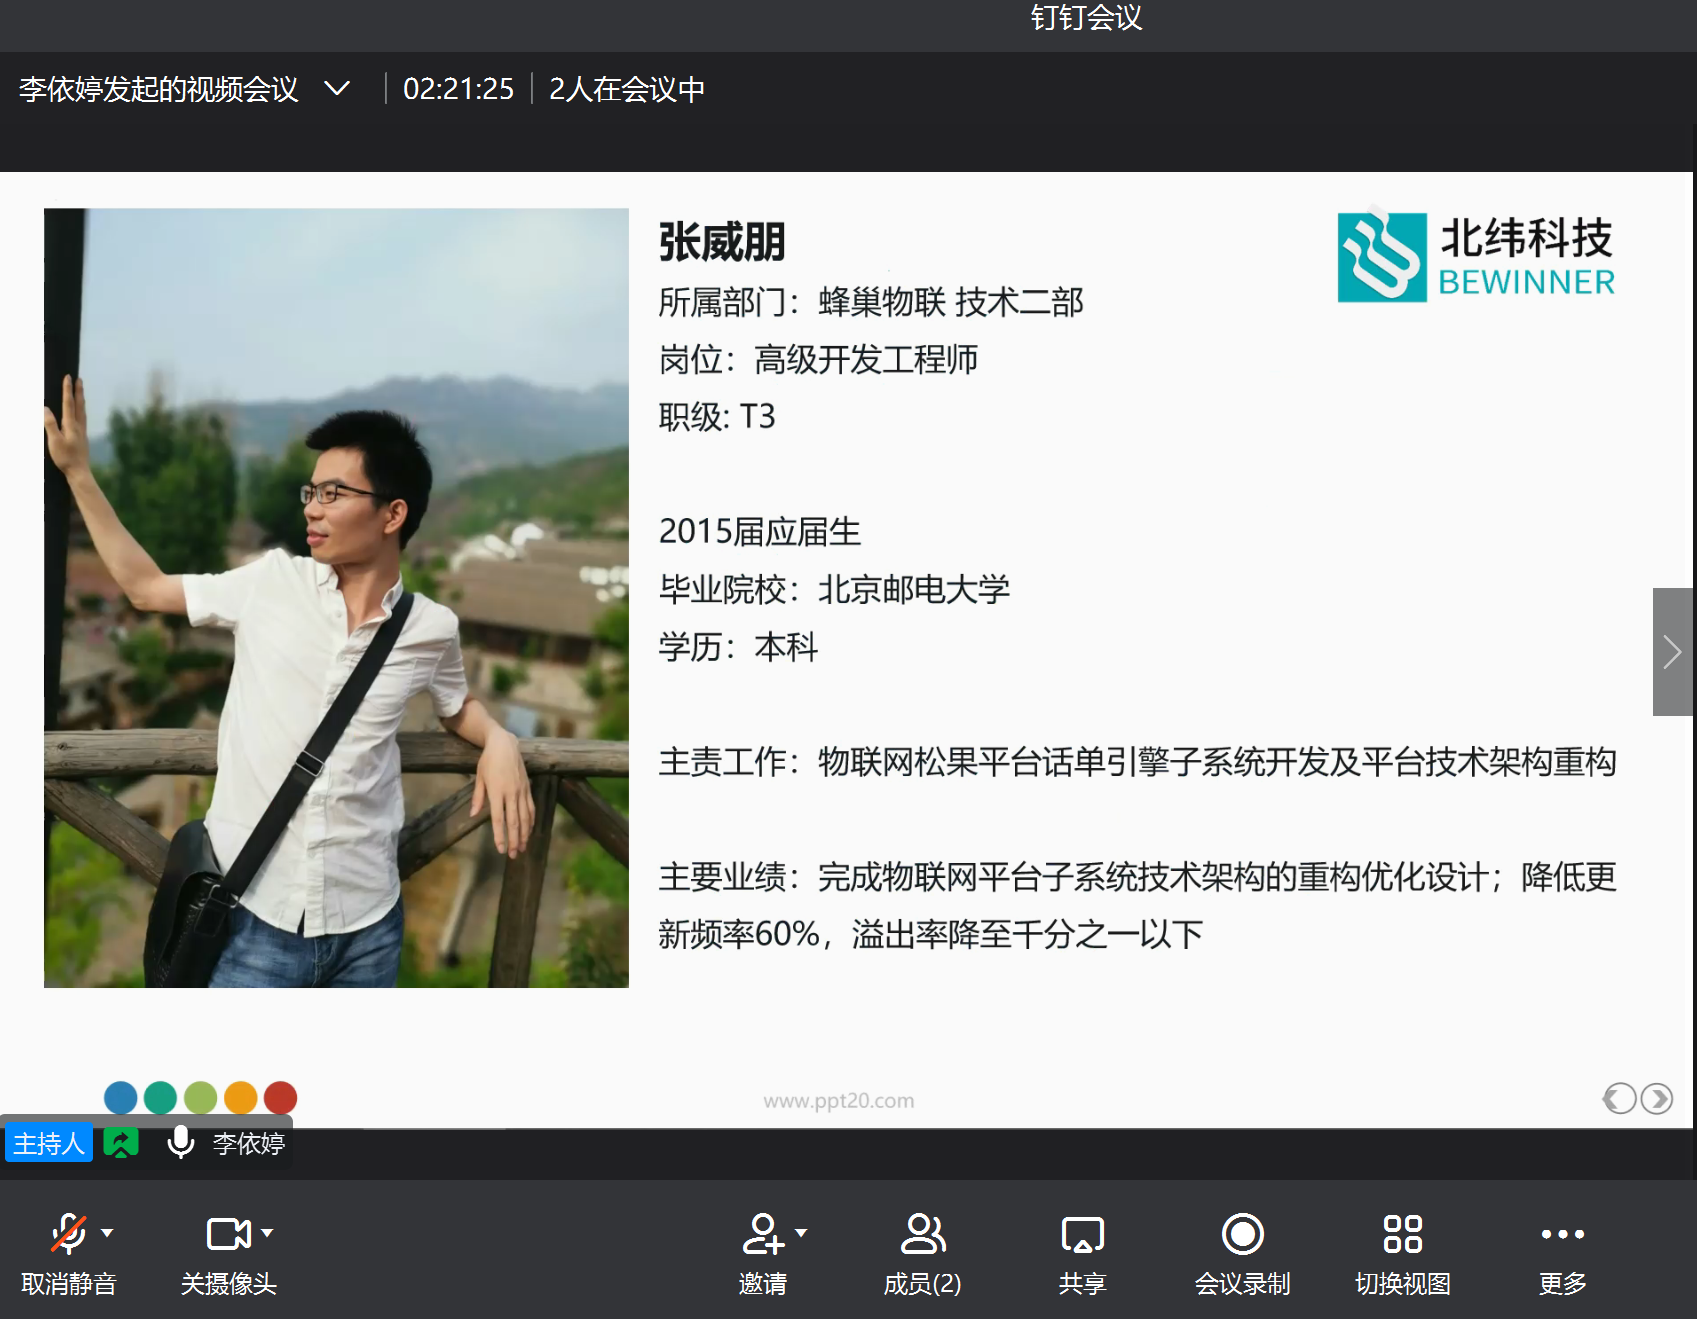 钉钉会议
李依婷发起的视频会议
02:21:25
2人在会议中
张威朋
北纬科技
BEWINNER
所属部门：蜂巢物联 技术二部
岗位：高级开发工程师
职级: T3
2015届应届生
毕业院校：北京邮电大学
学历：本科
主责工作：物联网松果平台话单引擎子系统开发及平台技术架构重构
主要业绩：完成物联网平台子系统技术架构的重构优化设计；降低更
新频率60%，溢出率降至千分之一以下
www.ppt20.com
主持人
李依婷
取消静音
关摄像头
邀请
成员(2)
共享
会议录制
切换视图
更多